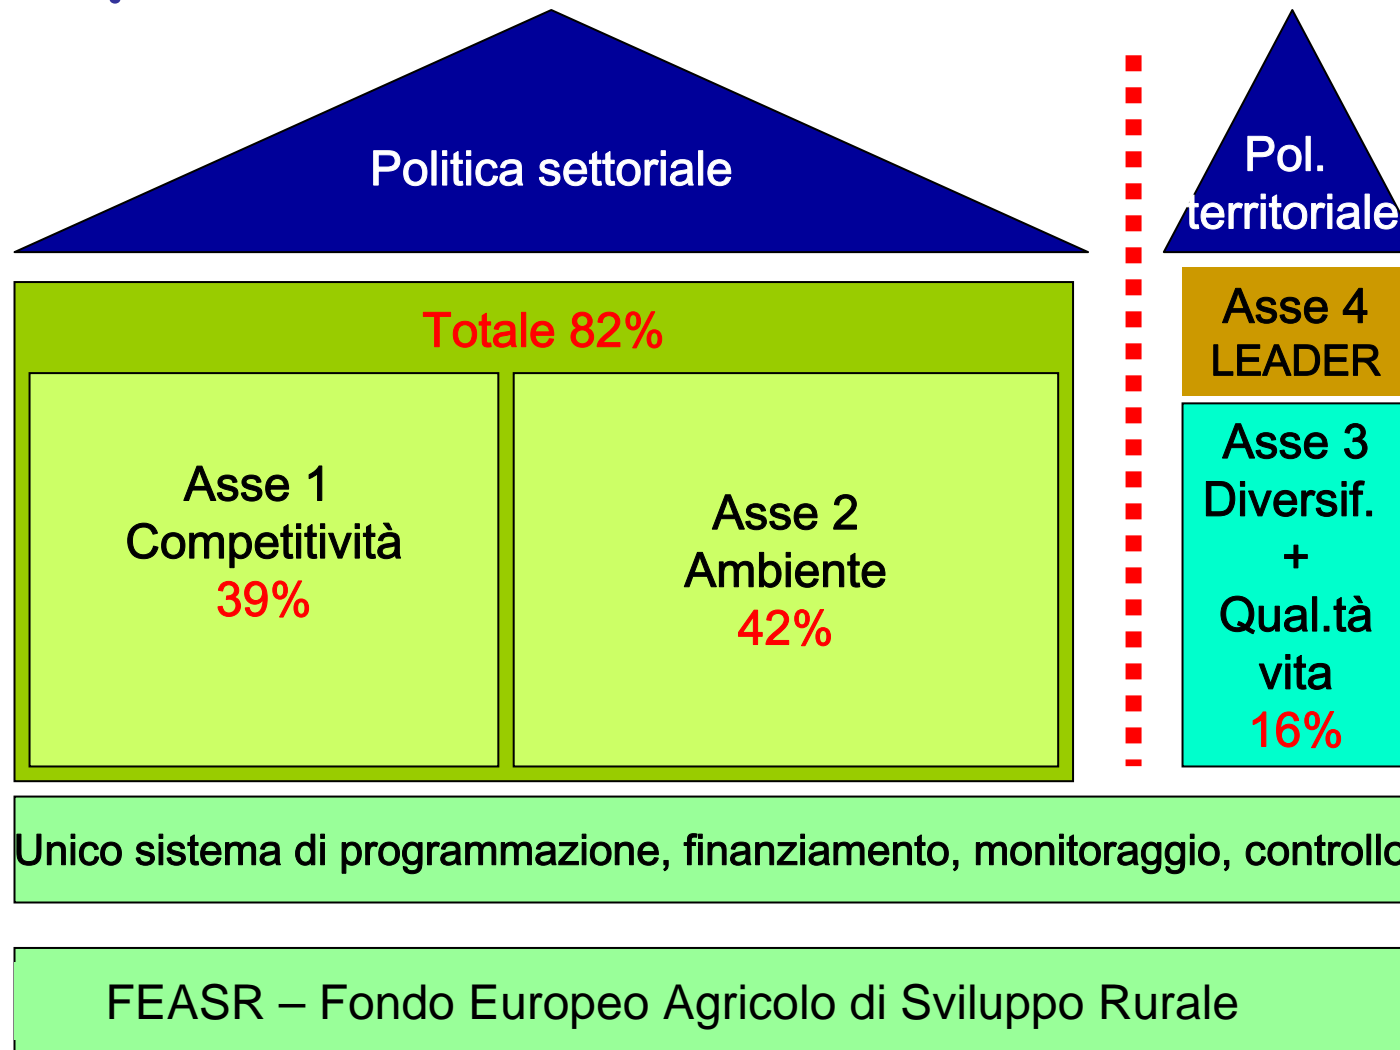 Politica settoriale
Pol.
territoriale
Totale 82%
Asse 1
Competitività
39%
Asse 2
Ambiente
42%
Asse 4
LEADER
Asse 3
Diversif.
+
Qual.tà
vita
16%
Unico sistema di programmazione, finanziamento, monitoraggio, controllo
FEASR – Fondo Europeo Agricolo di Sviluppo Rurale